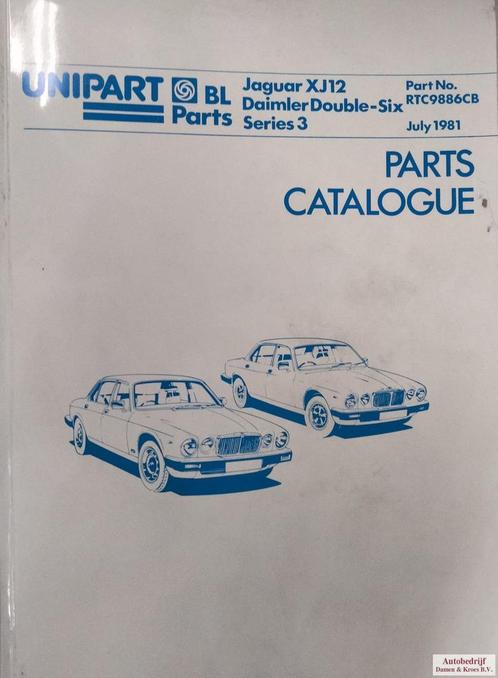 UNIPART
BL
Parts
Jaguar XJ12
Daimler Double-Six
Series 3
Part No.
RTC9886CB
July 1981
PARTS
CATALOGUE
Autobedrijf
Damen & Kroes B.V.